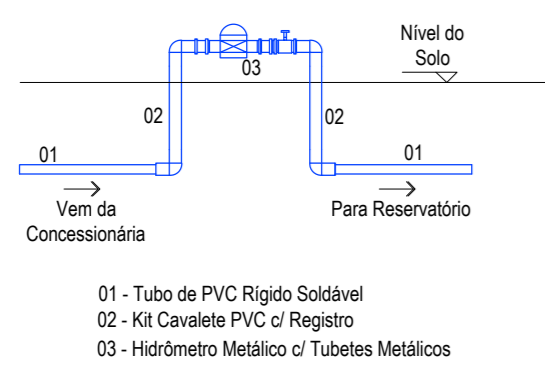 Nível do
Solo
03
02
02
01
01
Vem da
Concessionária
Para Reservatório
01 - Tubo de PVC Rígido Soldável
02 - Kit Cavalete PVC c/ Registro
03 - Hidrômetro Metálico c/ Tubetes Metálicos